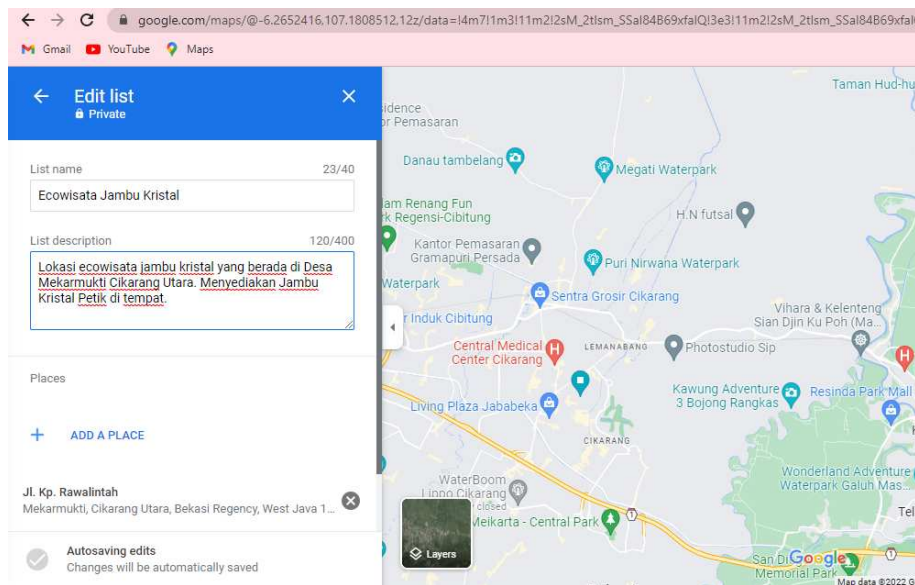 google.com/maps/@-6.2652416,107.1808512,12z/data=!4m7!1m3!11m2!2sM_2tIsm_SSaI84B69xfaIQ!3e3!11m2!2sM_2tIsm_SSaI84B69xfaI
Gmail YouTube Maps
Edit list
Private
List name 23/40
Ecowisata Jambu Kristal
List description 120/400
Lokasi ecowisata jambu kristal yang berada di Desa
Mekarmukti Cikarang Utara. Menyediakan Jambu
Kristal Petik di tempat.
Places
+ ADD A PLACE
Jl. Kp. Rawalintah
Mekarmukti, Cikarang Utara, Bekasi Regency, West Java 1...
Autosaving edits
Changes will be automatically saved
Taman Hud-hu
idence
or Pemasaran
Danau tambelang
Megati Waterpark
lam Renang Fun
rk Regensi-Cibitung
H.N futsal
Kantor Pemasaran
Gramapuri Persada
Puri Nirwana Waterpark
Waterpark
Sentra Grosir Cikarang
r Induk Cibitung
Vihara & Kelenteng
Sian Djin Ku Poh (Ma...
Central Medical
Center Cikarang
LEMAHABANG
Photostudio Sip
Kawung Adventure
3 Bojong Rangkas
Resinda Park Mall
Living Plaza Jababeka
CIKARANG
WaterBoom
Lippo Cikarang
closed
Wonderland Adventure
Waterpark Galuh Mas...
Meikarta - Central Park
Tel
Layers
San Di
Memorial Park
Google
Map data ©2022 G